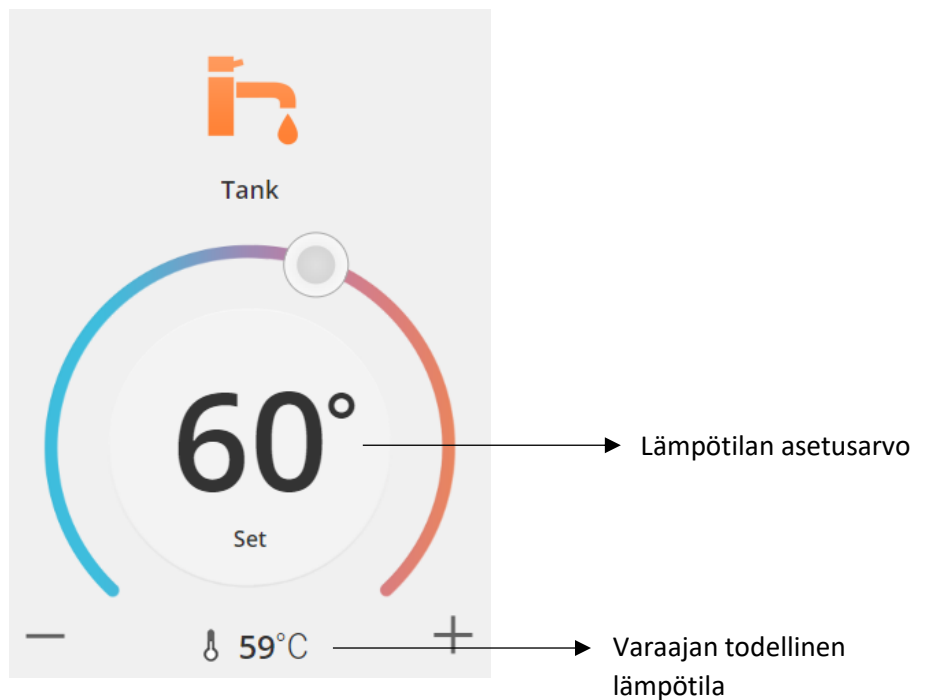 Tank
60°
Lämpötilan asetusarvo
Set
59°C
Varaajan todellinen
lämpötila